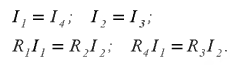 I₁ = I₄; I₂ = I₃;
R₁I₁ = R₂I₂; R₄I₁ = R₃I₂.